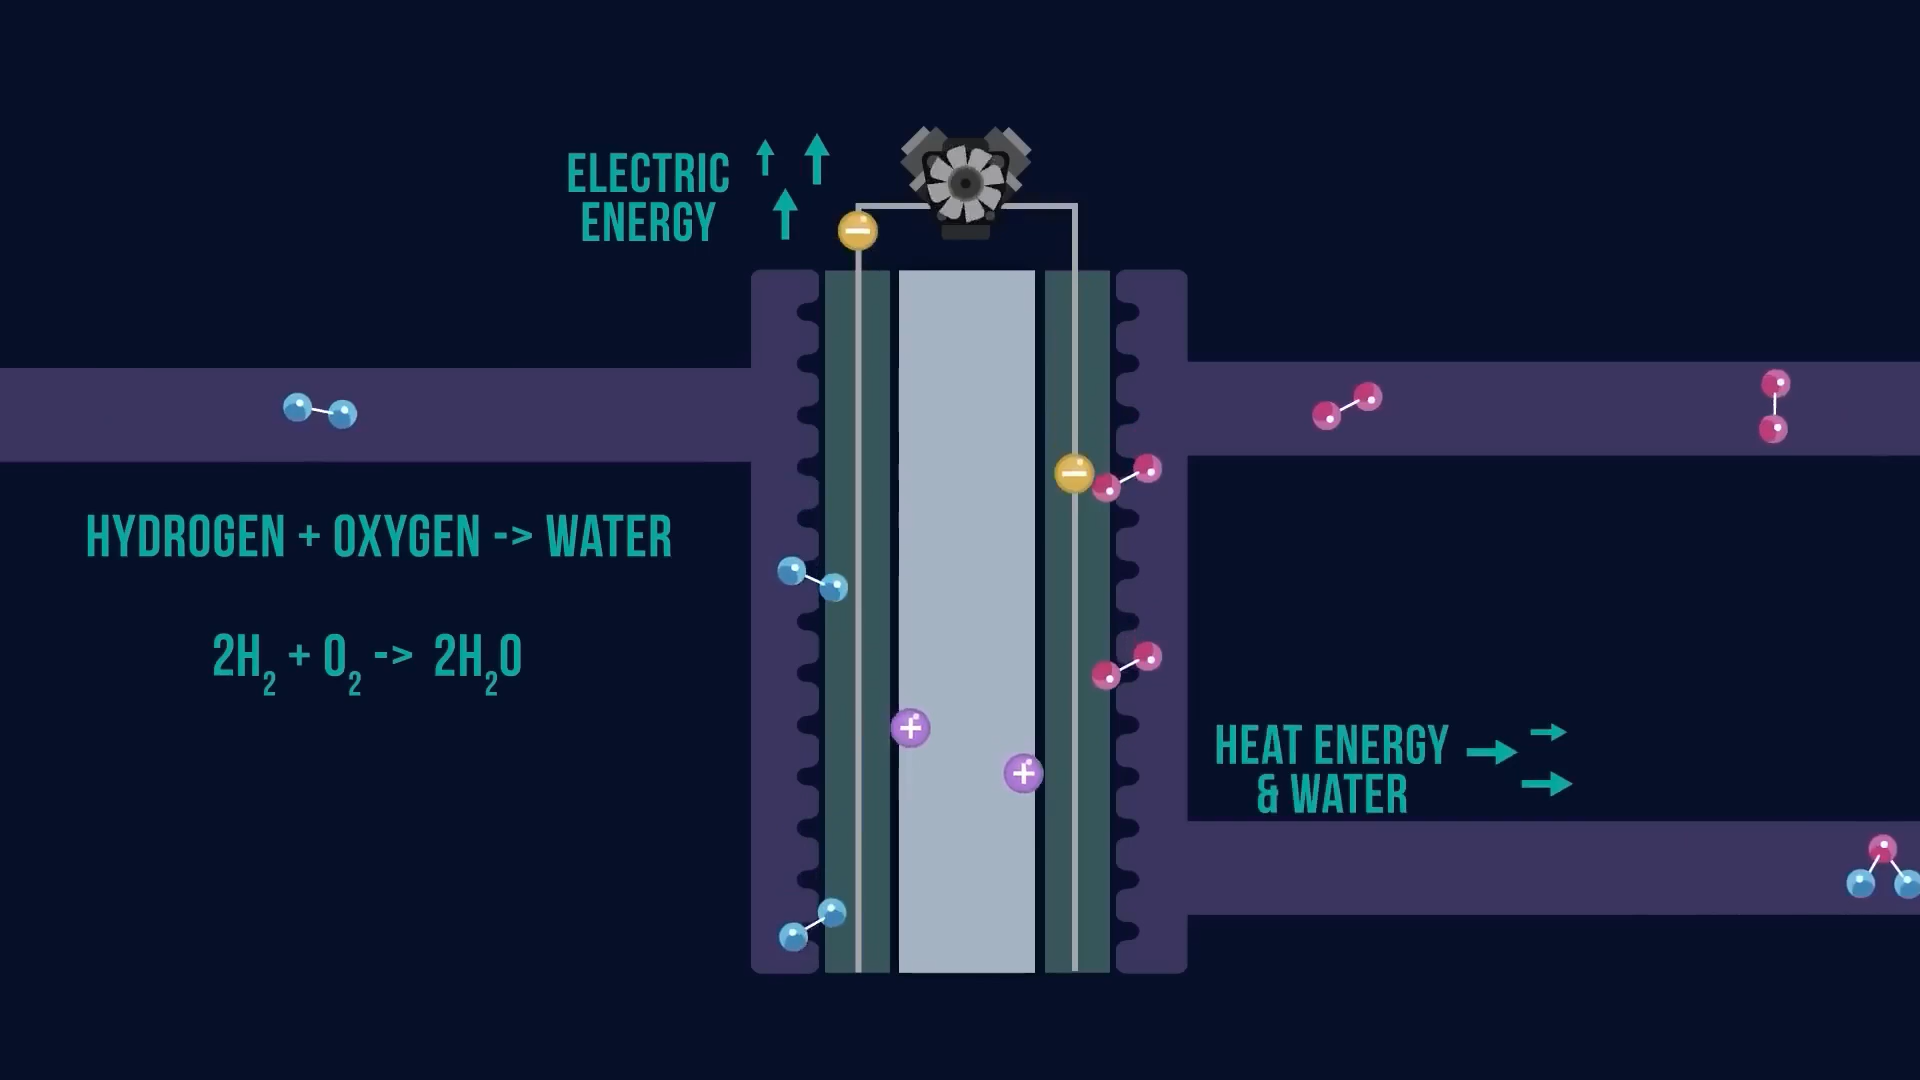 ELECTRIC
ENERGY
HYDROGEN + OXYGEN -> WATER
2H₂ + O₂ -> 2H₂O
+
+
HEAT ENERGY
& WATER